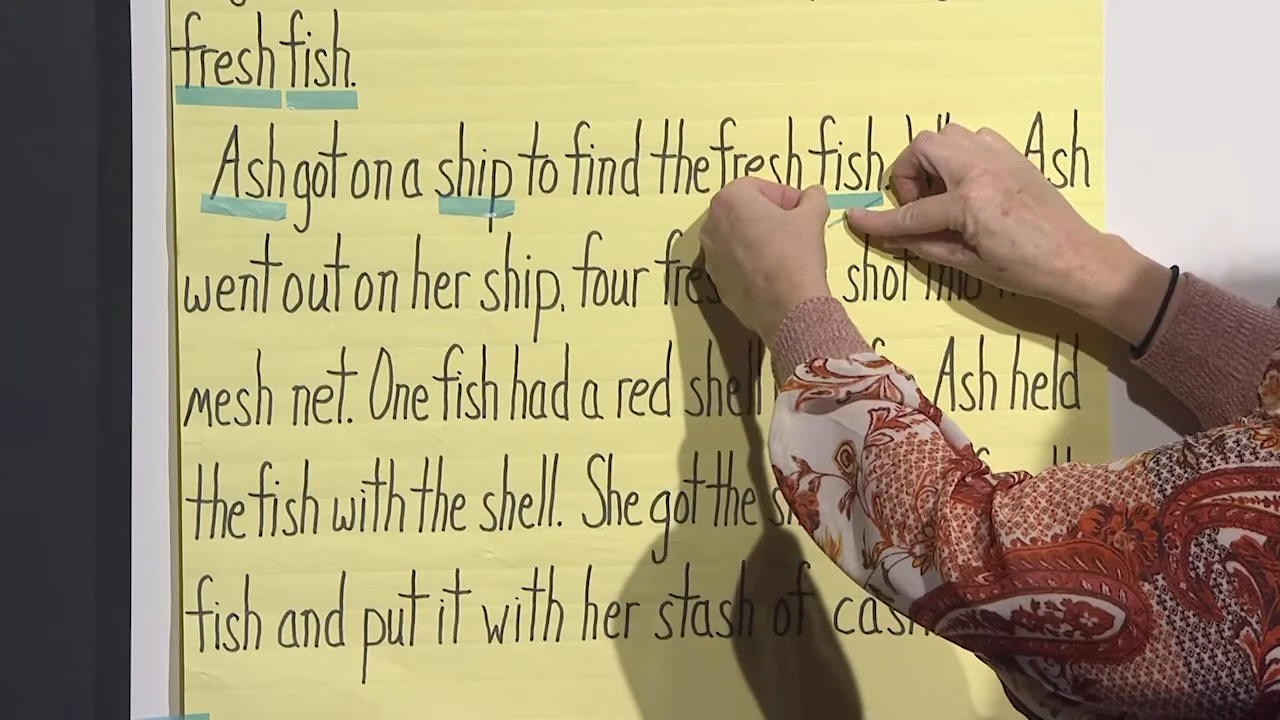 fresh fish.
Ash got on a ship to find the fresh fish. Ash
went out on her ship, four shot into
mesh net. One fish had a red shell Ash held
the fish with the shell. She got the
fish and put it with her stash of cash